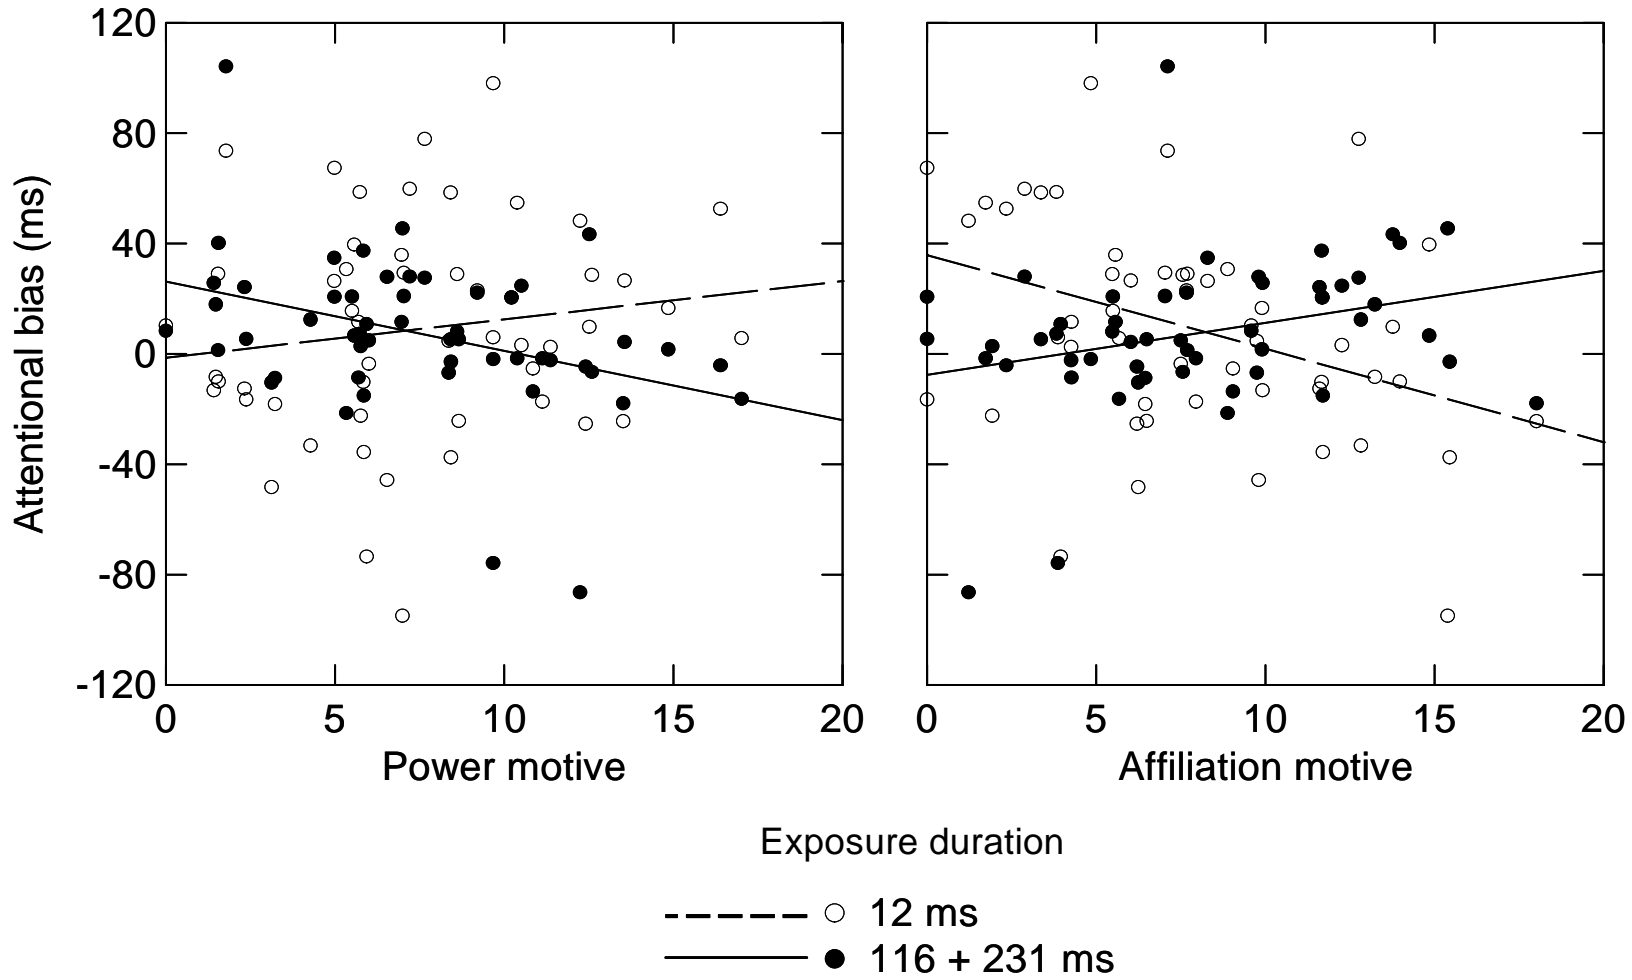 120
80
40
0
-40
-80
-120
Attentional bias (ms)
0 5 10 15 20
0 5 10 15 20
Power motive
Affiliation motive
Exposure duration
12 ms
116 + 231 ms